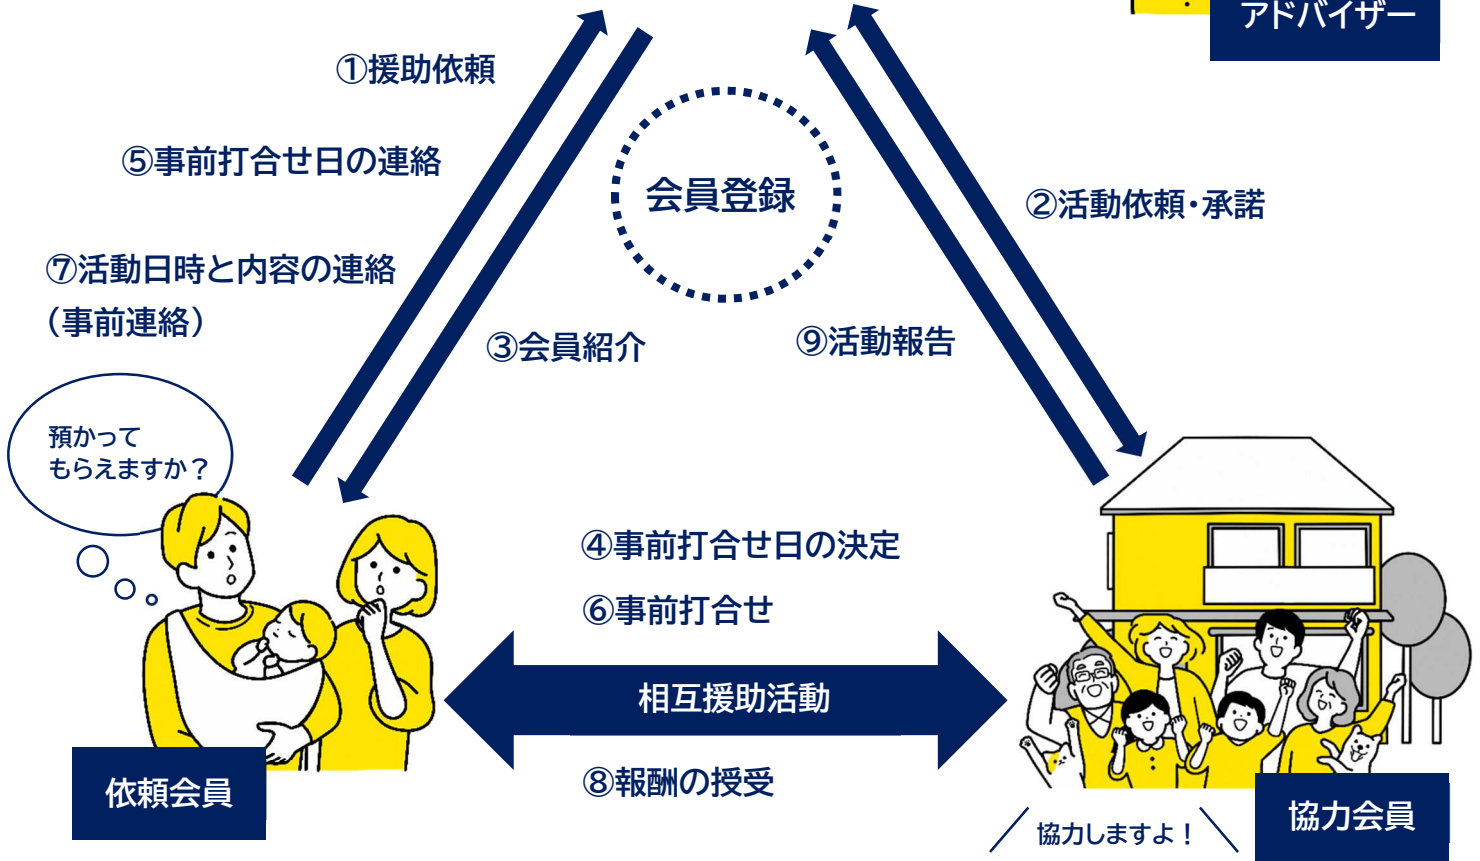 アドバイザー
①援助依頼
⑤事前打合せ日の連絡
会員登録
②活動依頼・承諾
⑦活動日時と内容の連絡
（事前連絡）
③会員紹介
⑨活動報告
預かって
もらえますか？
④事前打合せ日の決定
⑥事前打合せ
相互援助活動
⑧報酬の授受
依頼会員
協力会員
協力しますよ！